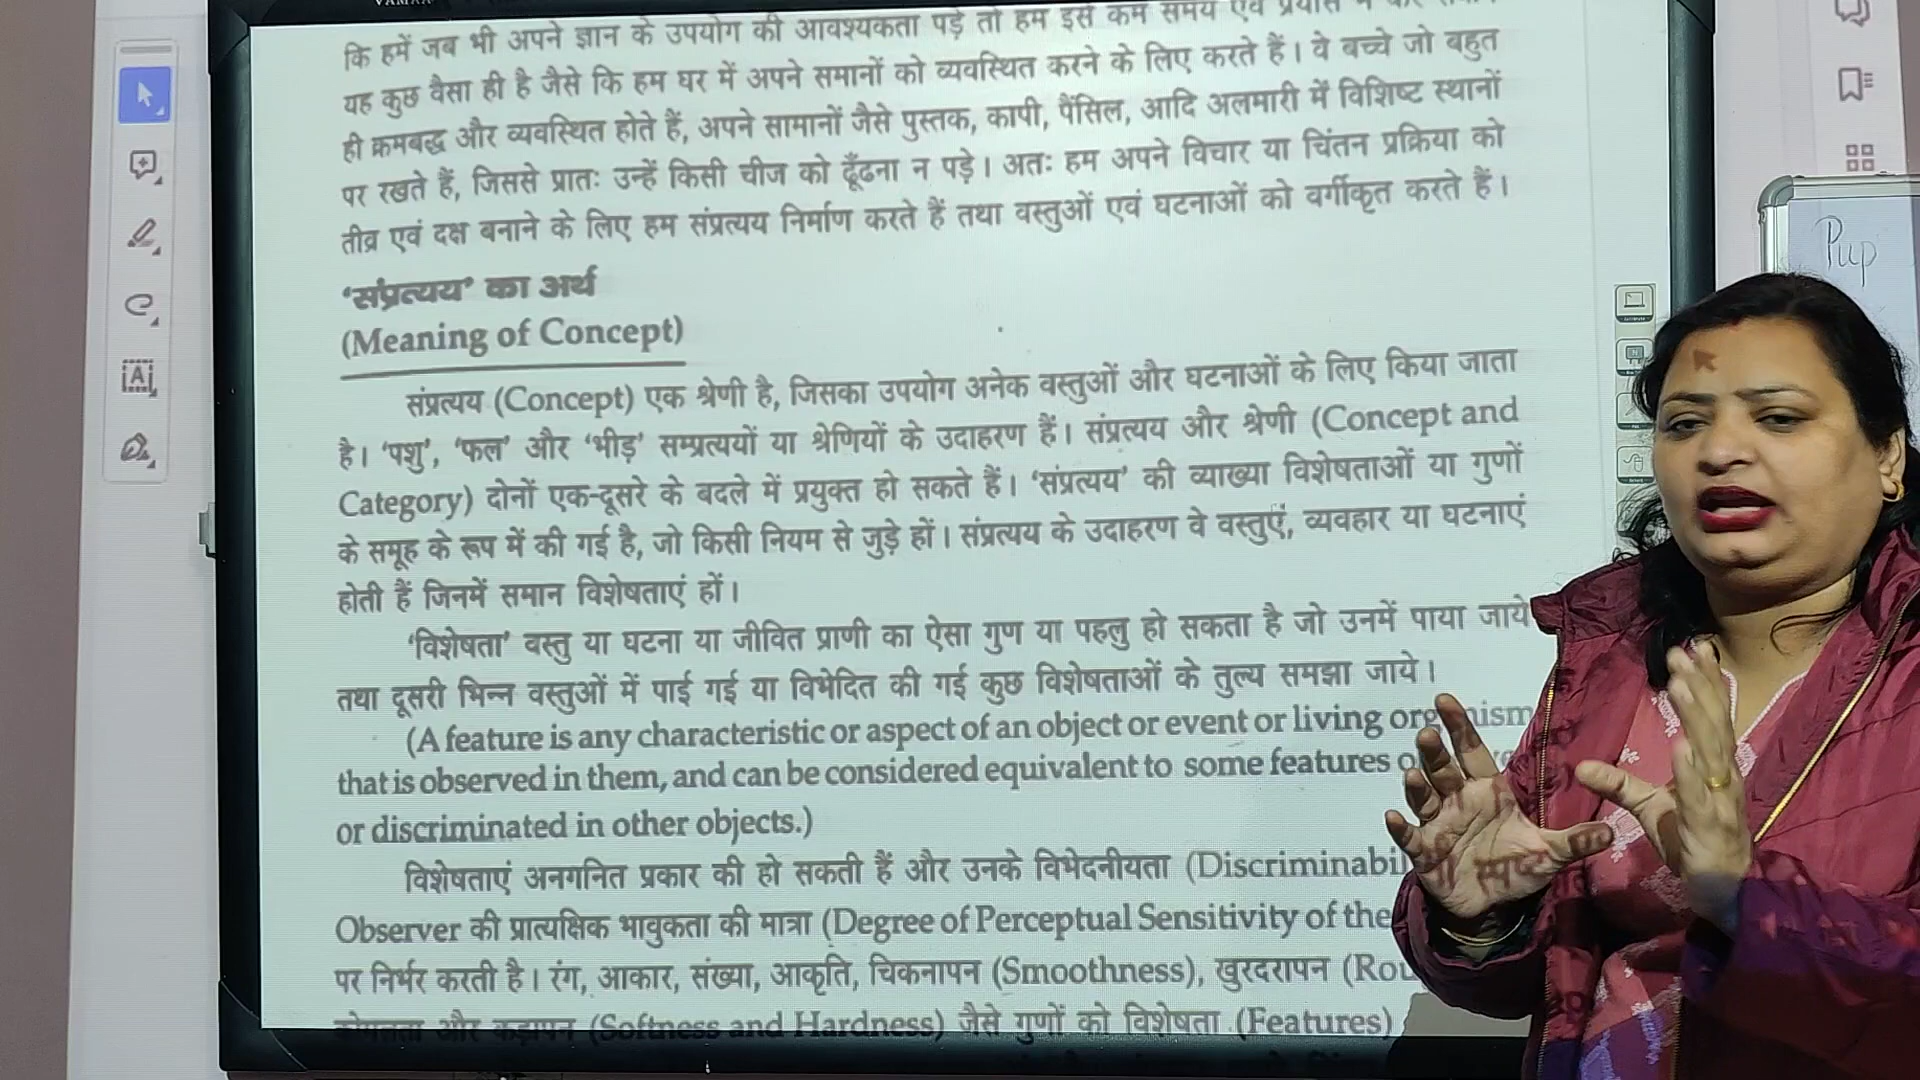 कि हमें जब भी अपने ज्ञान के उपयोग की आवश्यकता पड़े तो हम इसे कम समय एवं प्रयास में
यह कुछ वैसा ही है जैसे कि हम घर में अपने समानों को व्यवस्थित करने के लिए करते हैं। वे बच्चे जो बहुत
ही क्रमबद्ध और व्यवस्थित होते हैं, अपने सामानों जैसे पुस्तक, कापी, पैंसिल, आदि अलमारी में विशिष्ट स्थानों
पर रखते हैं, जिससे प्रातः उन्हें किसी चीज को ढूँढना न पड़े। अतः हम अपने विचार या चिंतन प्रक्रिया को
तीव्र एवं दक्ष बनाने के लिए हम संप्रत्यय निर्माण करते हैं तथा वस्तुओं एवं घटनाओं को वर्गीकृत करते हैं।
Pup
‘संप्रत्यय’ का अर्थ
(Meaning of Concept)
संप्रत्यय (Concept) एक श्रेणी है, जिसका उपयोग अनेक वस्तुओं और घटनाओं के लिए किया जाता
है। ‘पशु’, ‘फल’ और ‘भीड़’ सम्प्रत्ययों या श्रेणियों के उदाहरण हैं। संप्रत्यय और श्रेणी (Concept and
Category) दोनों एक-दूसरे के बदले में प्रयुक्त हो सकते हैं। ‘संप्रत्यय’ की व्याख्या विशेषताओं या गुणों
के समूह के रूप में की गई है, जो किसी नियम से जुड़े हों। संप्रत्यय के उदाहरण वे वस्तुएं, व्यवहार या घटनाएं
होती हैं जिनमें समान विशेषताएं हों।
‘विशेषता’ वस्तु या घटना या जीवित प्राणी का ऐसा गुण या पहलु हो सकता है जो उनमें पाया जाये
तथा दूसरी भिन्न वस्तुओं में पाई गई या विभेदित की गई कुछ विशेषताओं के तुल्य समझा जाये।
(A feature is any characteristic or aspect of an object or event or living organism
that is observed in them, and can be considered equivalent to some features
or discriminated in other objects.)
विशेषताएं अनगनित प्रकार की हो सकती हैं और उनके विभेदनीयता (Discriminabil
Observer की प्रात्यक्षिक भावुकता की मात्रा (Degree of Perceptual Sensitivity of the
पर निर्भर करती है। रंग, आकार, संख्या, आकृति, चिकनापन (Smoothness), खुरदरापन (Rou
कोमलता और कड़ापन (Softness and Hardness) जैसे गुणों को विशेषता (Features)